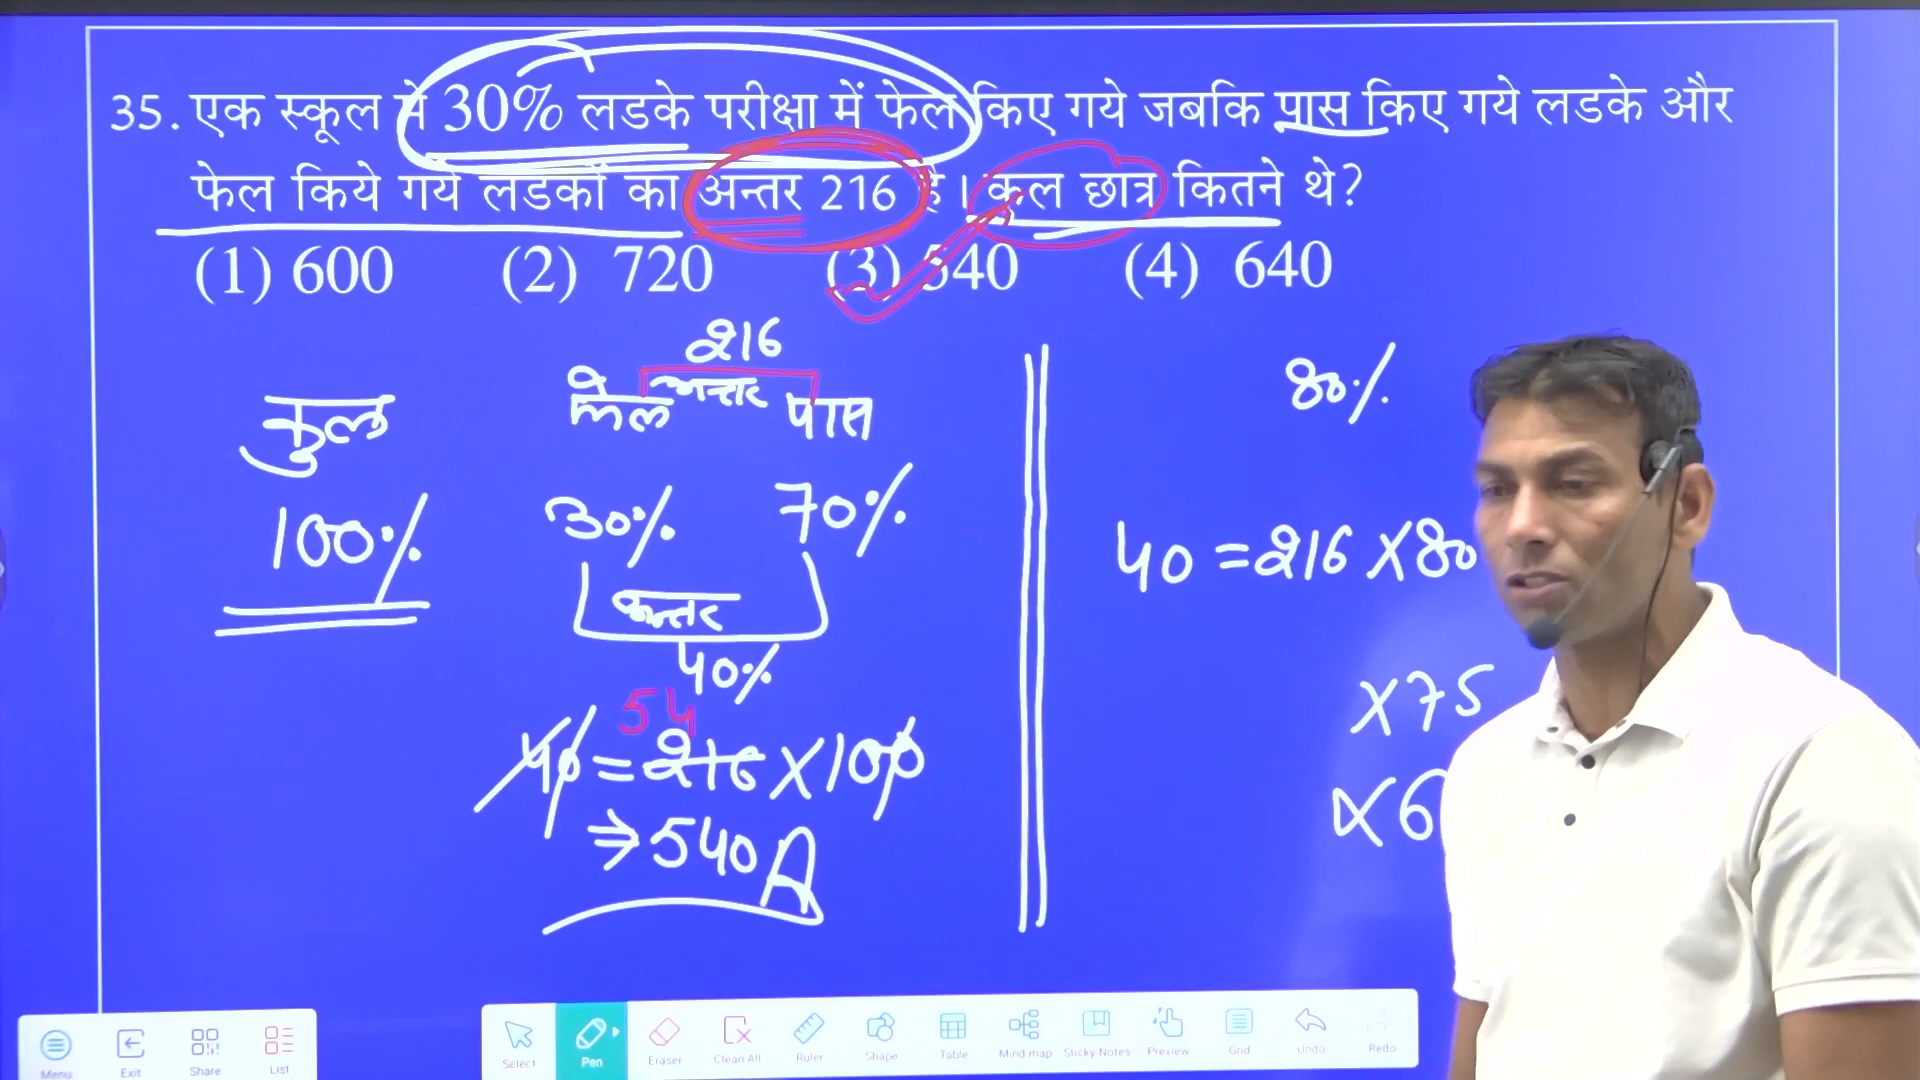 35. एक स्कूल मे 30% लडके परीक्षा में फेल किए गये जबकि पास किए गये लडके और
फेल किये गये लडकों का अन्तर 216 है। कुल छात्र कितने थे?
(1) 600 (2) 720 (3) 540 (4) 640
216
फेल अन्तर पास
कुल
100%
30% 70%
अन्तर
40%
54
40 = 216 × 100
⇒ 540 A
80%
40 = 216 × 80
× 75
× 6
Menu Exit Share List
Select Pen Eraser Clean All Ruler Shape Table Mind map Sticky Notes Preview Grid Undo Redo